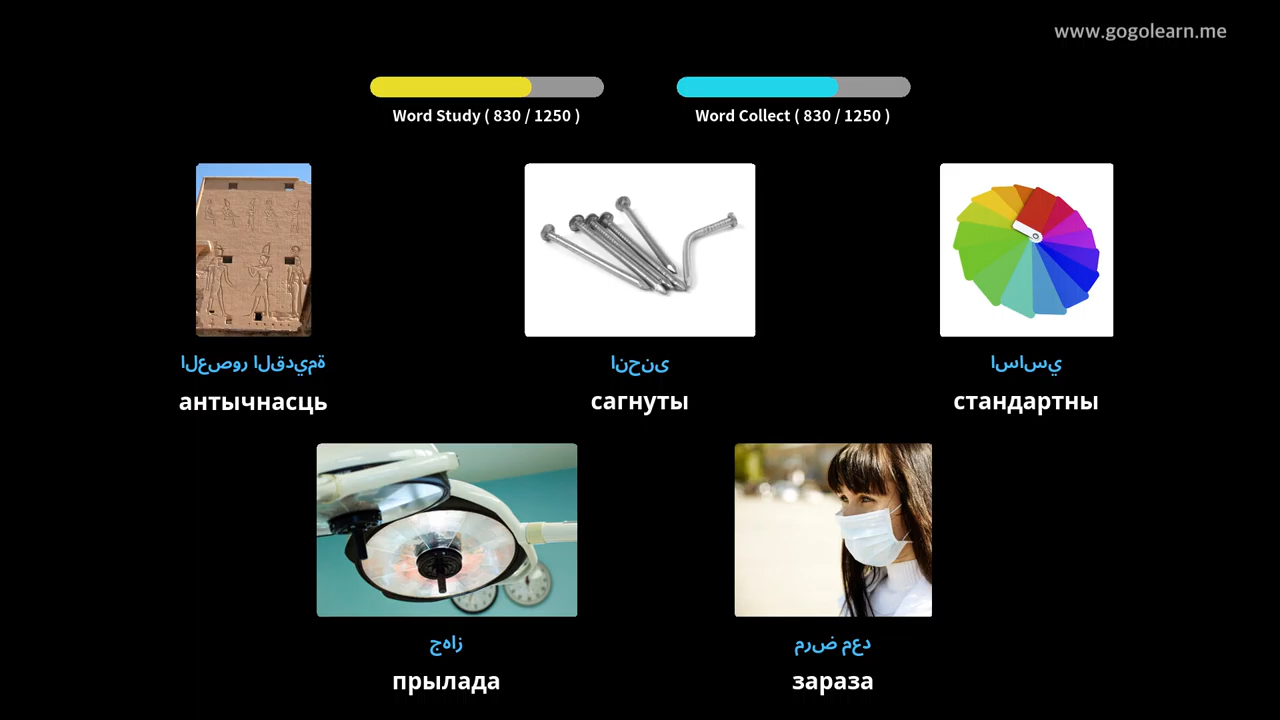 www.gogolearn.me
Word Study ( 830 / 1250 )
Word Collect ( 830 / 1250 )
العصور القديمة
انحنى
اساسي
антычнасць
сагнуты
стандартны
جهاز
مرض معد
прылада
зараза